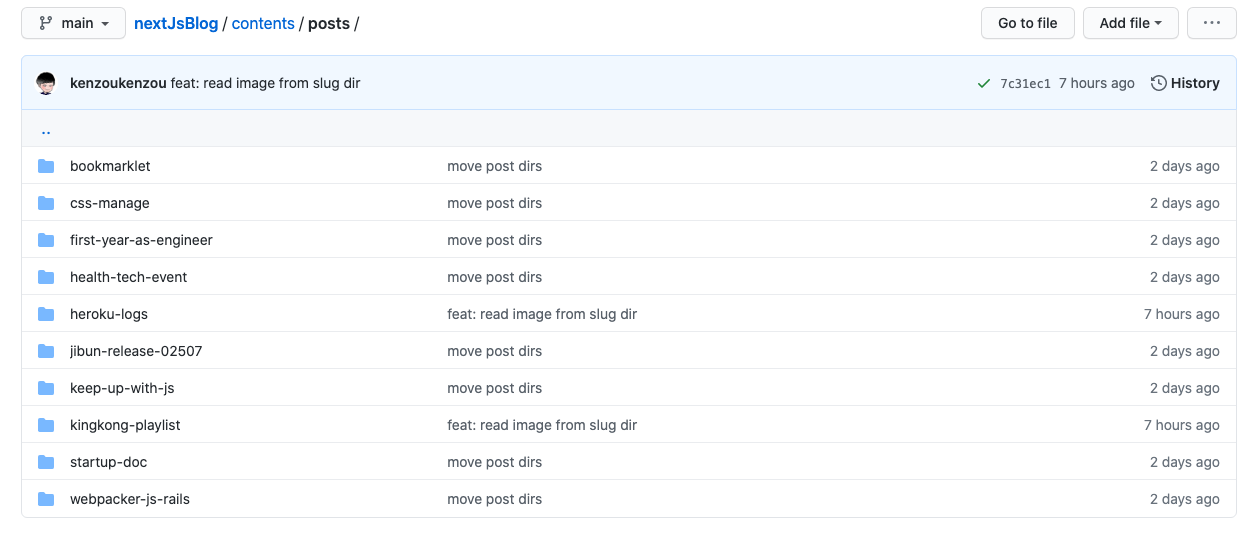 main nextJsBlog / contents / posts / Go to file Add file ...
kenzoukenzou feat: read image from slug dir 7c31ec1 7 hours ago History
..
bookmarklet move post dirs 2 days ago
css-manage move post dirs 2 days ago
first-year-as-engineer move post dirs 2 days ago
health-tech-event move post dirs 2 days ago
heroku-logs feat: read image from slug dir 7 hours ago
jibun-release-02507 move post dirs 2 days ago
keep-up-with-js move post dirs 2 days ago
kingkong-playlist feat: read image from slug dir 7 hours ago
startup-doc move post dirs 2 days ago
webpacker-js-rails move post dirs 2 days ago